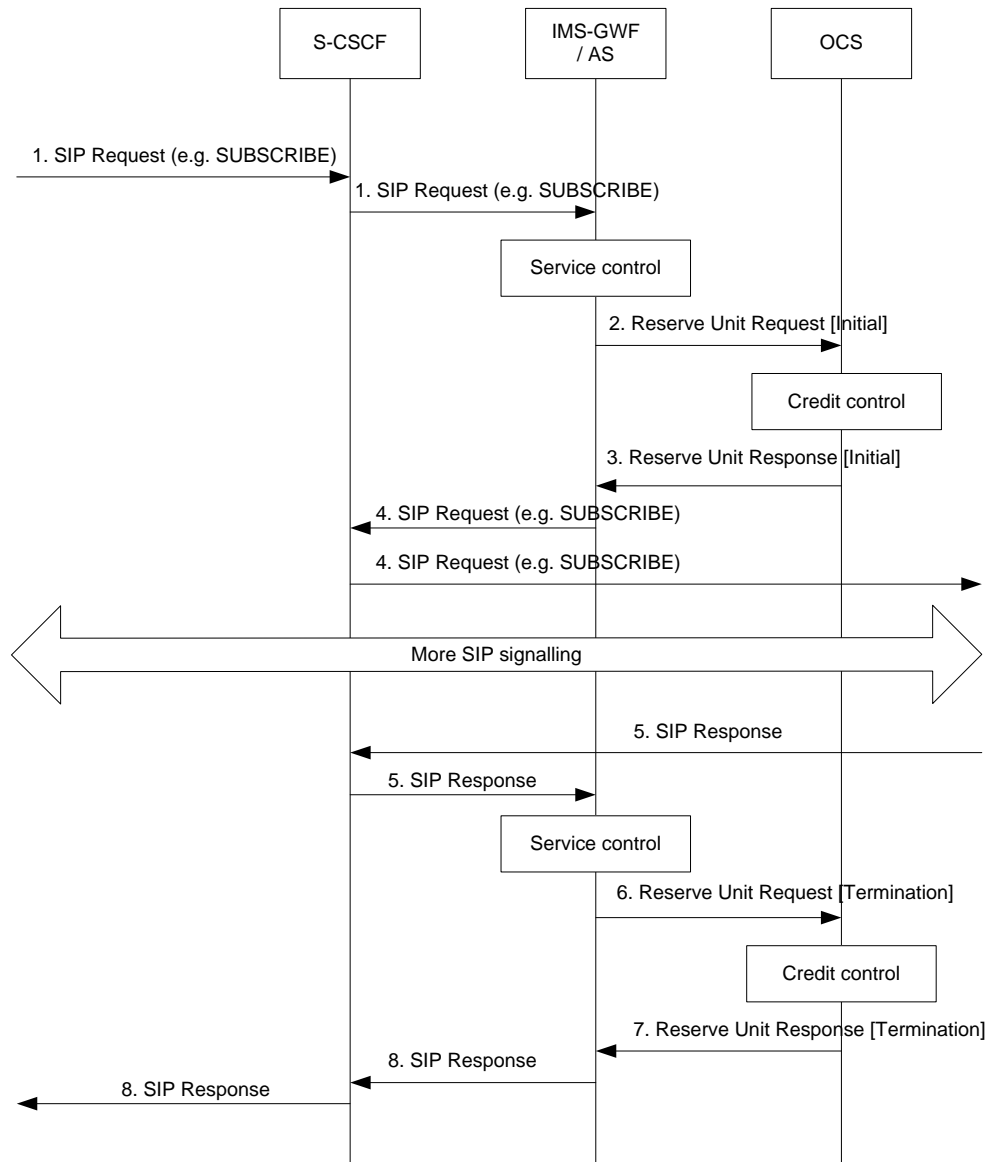 S-CSCF
IMS-GWF
/ AS
OCS
1. SIP Request (e.g. SUBSCRIBE)
1. SIP Request (e.g. SUBSCRIBE)
Service control
2. Reserve Unit Request [Initial]
Credit control
3. Reserve Unit Response [Initial]
4. SIP Request (e.g. SUBSCRIBE)
4. SIP Request (e.g. SUBSCRIBE)
More SIP signalling
5. SIP Response
5. SIP Response
Service control
6. Reserve Unit Request [Termination]
Credit control
7. Reserve Unit Response [Termination]
8. SIP Response
8. SIP Response